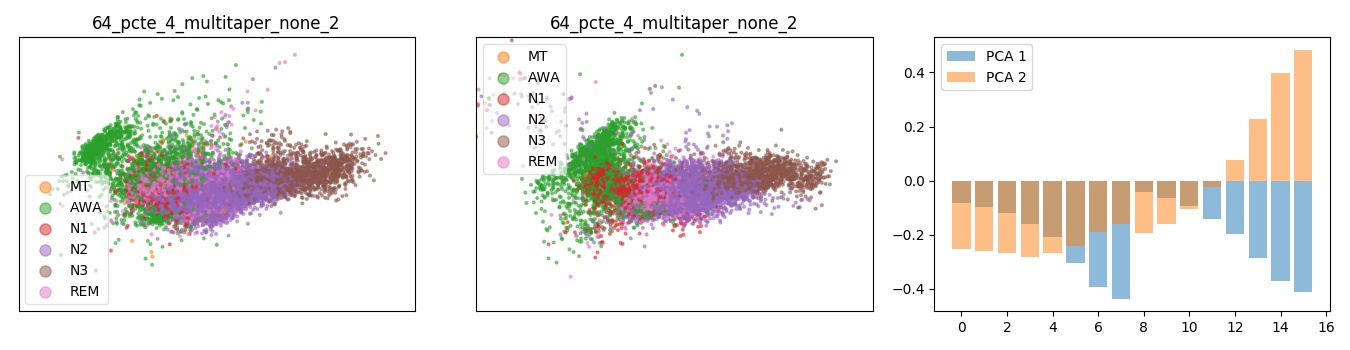 64_pcte_4_multitaper_none_2
MT
AWA
N1
N2
N3
REM
64_pcte_4_multitaper_none_2
MT
AWA
N1
N2
N3
REM
PCA 1
PCA 2
0.4
0.2
0.0
−0.2
−0.4
0 2 4 6 8 10 12 14 16